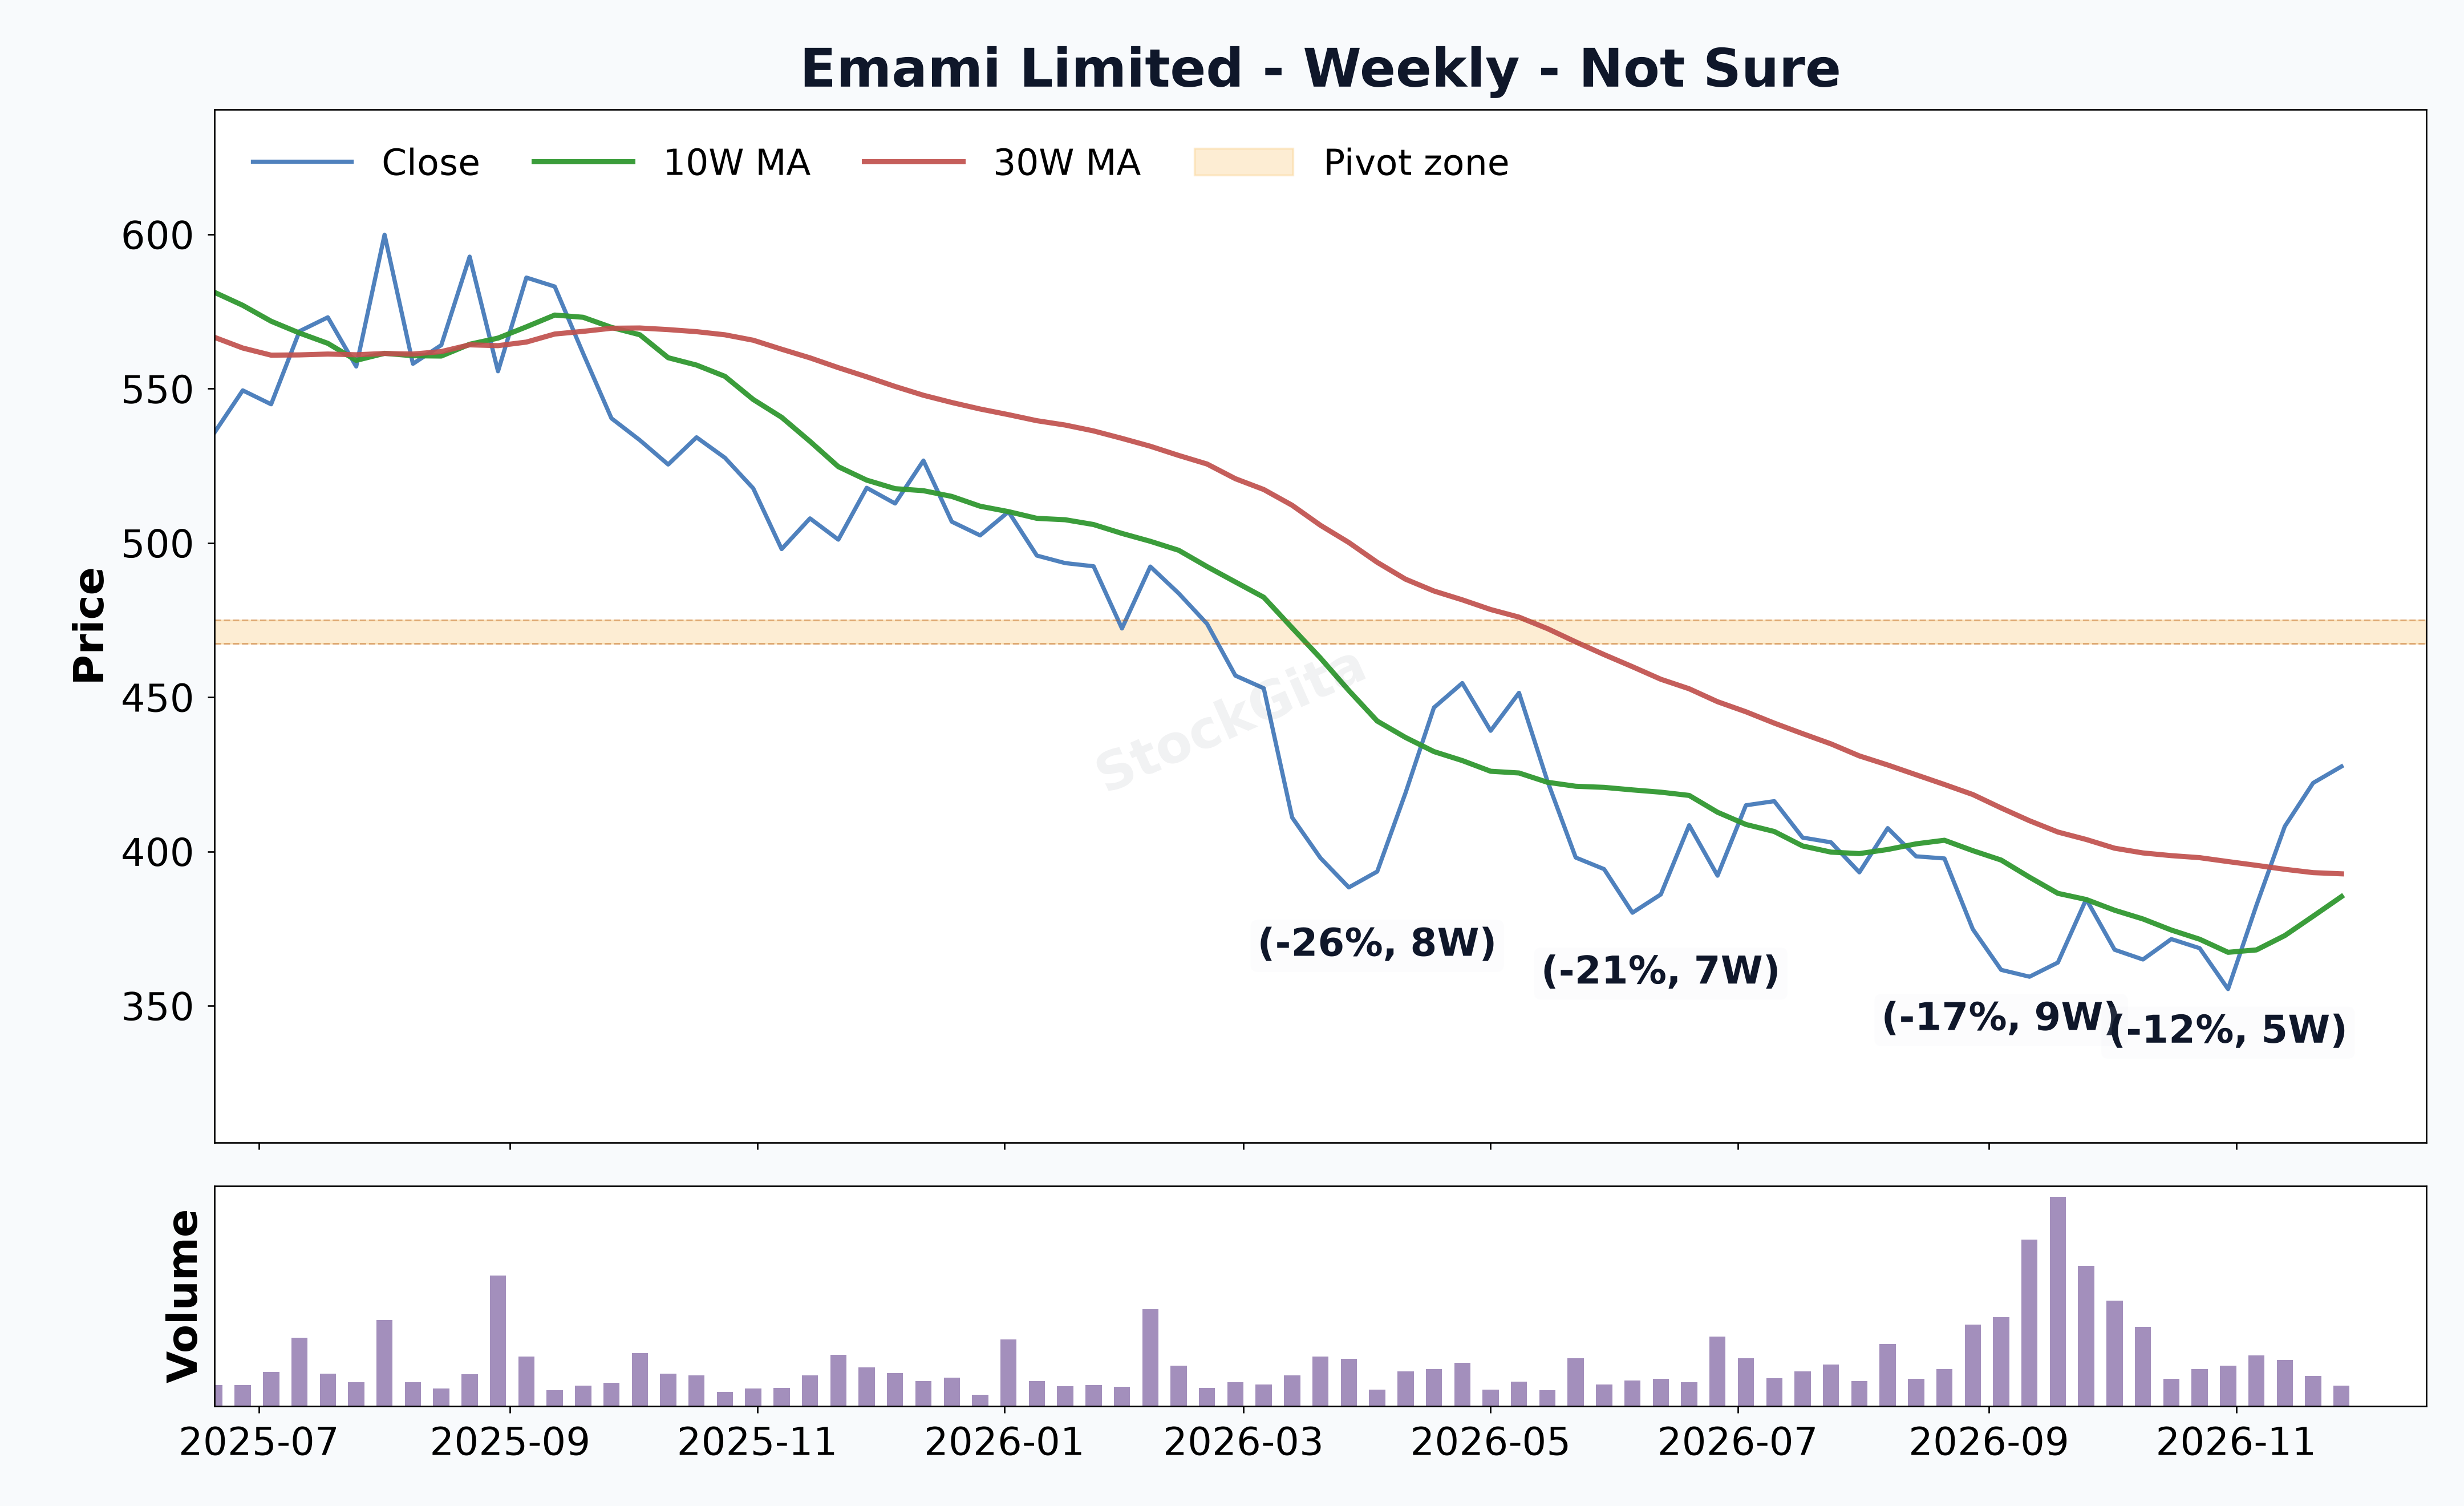 Emami Limited - Weekly - Not Sure
Close 10W MA 30W MA Pivot zone
600
550
500
450
400
350
Price
StockGita
(-26%, 8W)
(-21%, 7W)
(-17%, 9W)
(-12%, 5W)
Volume
2025-07 2025-09 2025-11 2026-01 2026-03 2026-05 2026-07 2026-09 2026-11